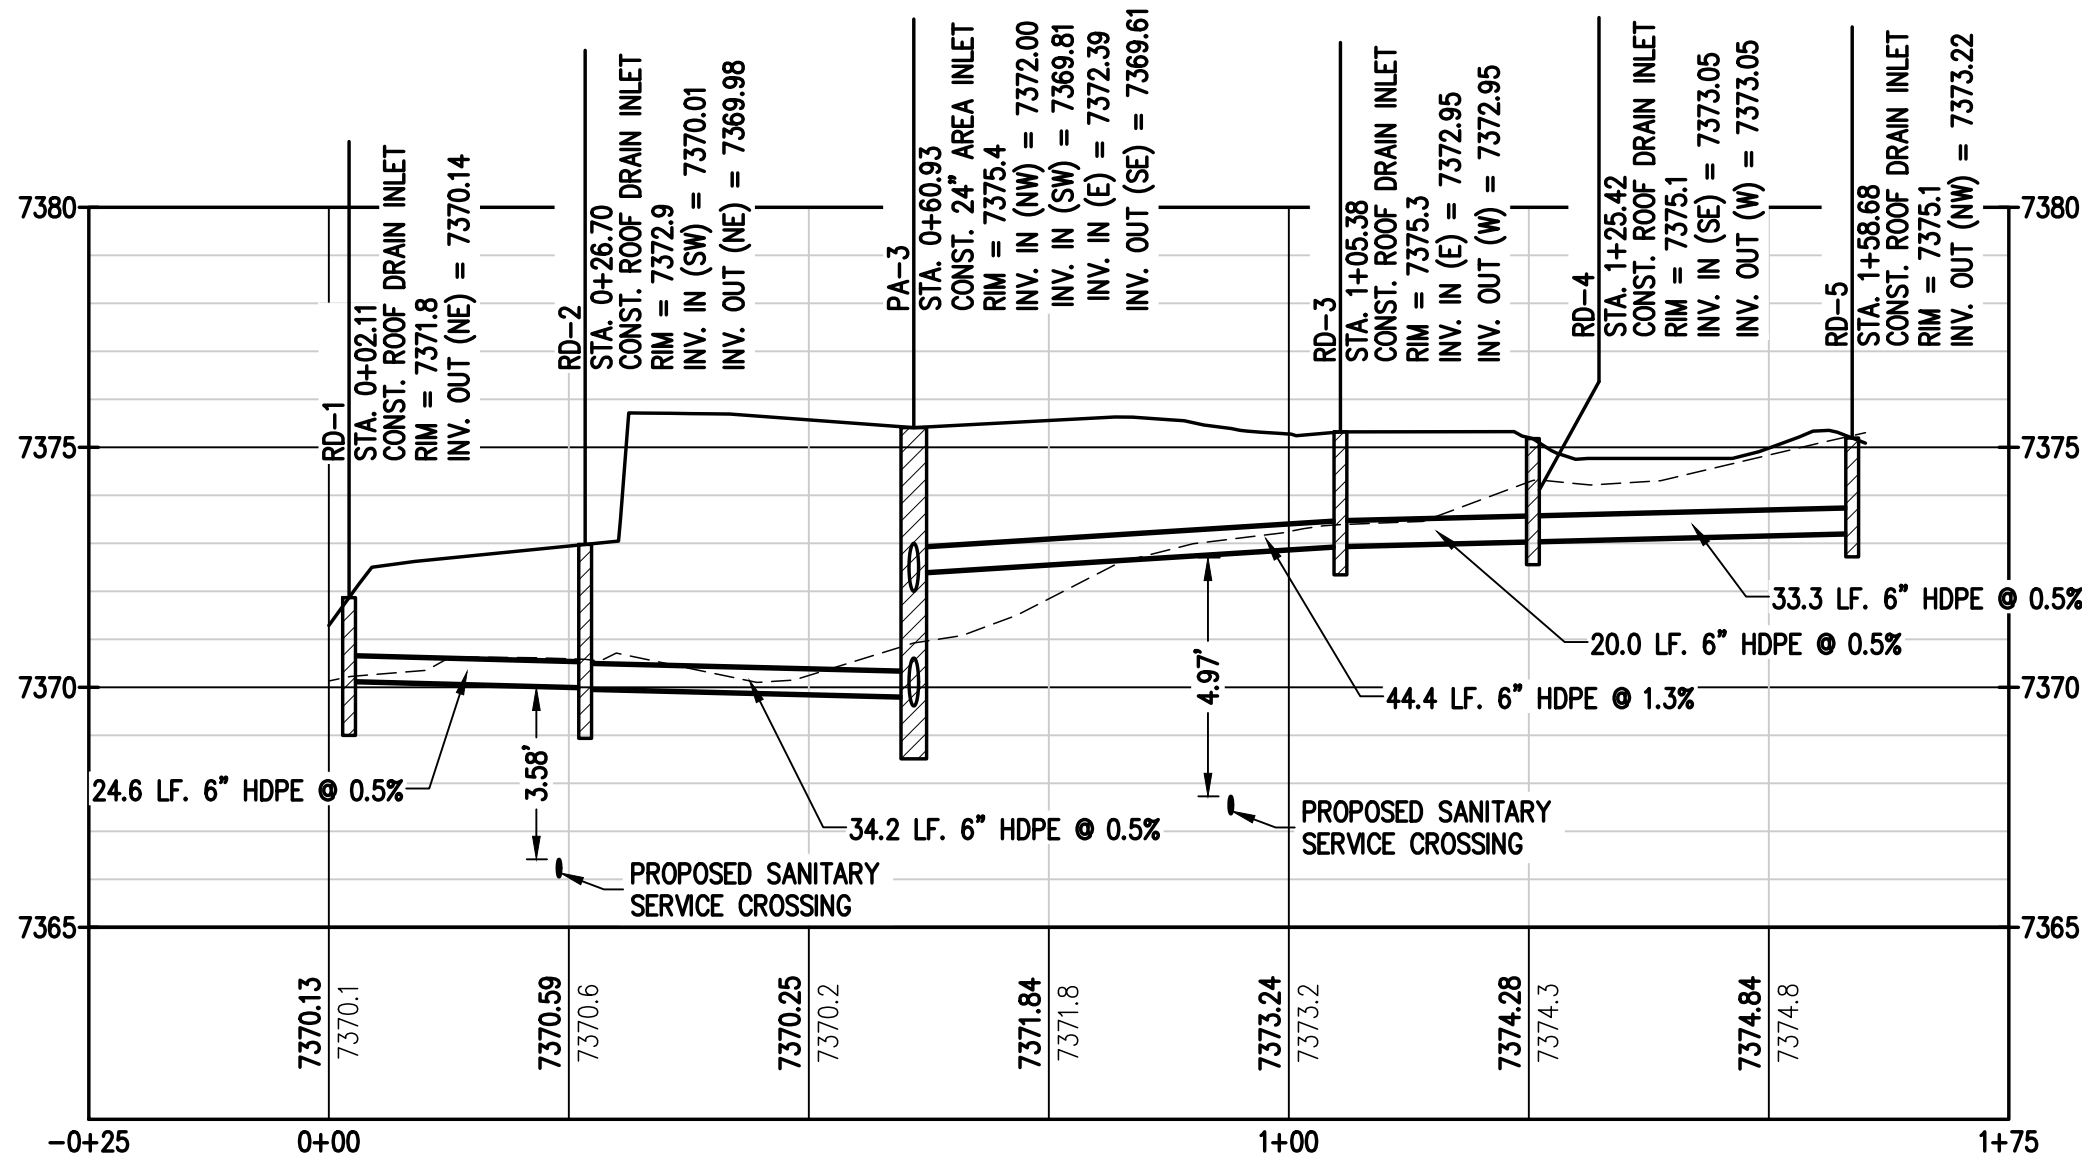 RD-1
STA. 0+02.11
CONST. ROOF DRAIN INLET
RIM = 7371.8
INV. OUT (NE) = 7370.14
RD-2
STA. 0+26.70
CONST. ROOF DRAIN INLET
RIM = 7372.9
INV. IN (SW) = 7370.01
INV. OUT (NE) = 7369.98
PA-3
STA. 0+60.93
CONST. 24" AREA INLET
RIM = 7375.4
INV. IN (NW) = 7372.00
INV. IN (SW) = 7369.81
INV. IN (E) = 7372.39
INV. OUT (SE) = 7369.61
RD-3
STA. 1+05.38
CONST. ROOF DRAIN INLET
RIM = 7375.3
INV. IN (E) = 7372.95
INV. OUT (W) = 7372.95
RD-4
STA. 1+25.42
CONST. ROOF DRAIN INLET
RIM = 7375.1
INV. IN (SE) = 7373.05
INV. OUT (W) = 7373.05
RD-5
STA. 1+58.68
CONST. ROOF DRAIN INLET
RIM = 7375.1
INV. OUT (NW) = 7373.22
7380
7380
7375
7375
7370
7370
7365
7365
33.3 LF. 6" HDPE @ 0.5%
20.0 LF. 6" HDPE @ 0.5%
44.4 LF. 6" HDPE @ 1.3%
4.97'
24.6 LF. 6" HDPE @ 0.5%
3.58'
34.2 LF. 6" HDPE @ 0.5%
PROPOSED SANITARY
SERVICE CROSSING
PROPOSED SANITARY
SERVICE CROSSING
7370.13
7370.1
7370.59
7370.6
7370.25
7370.2
7371.84
7371.8
7373.24
7373.2
7374.28
7374.3
7374.84
7374.8
-0+25
0+00
1+00
1+75